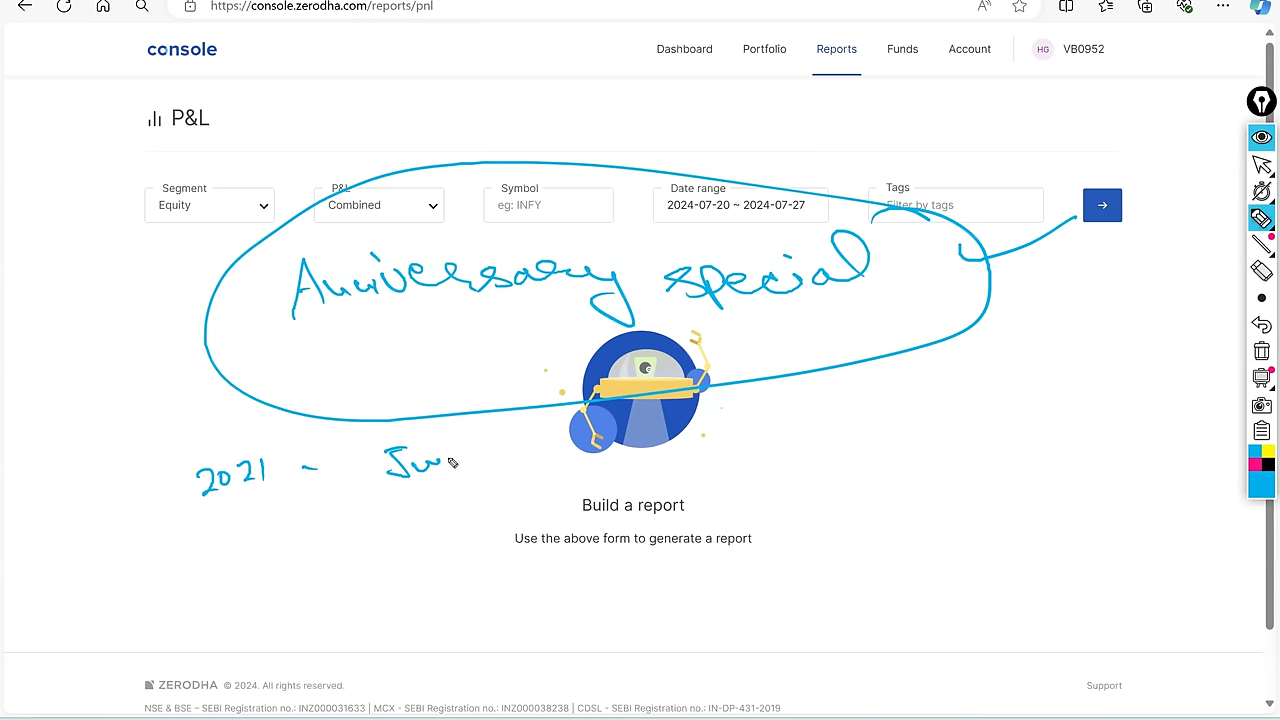 https://console.zerodha.com/reports/pnl
console Dashboard Portfolio Reports Funds Account HG VB0952
P&L
Segment P&L Symbol Date range Tags
Equity Combined eg: INFY 2024-07-20 ~ 2024-07-27 Filter by tags
Anniversary special
2021 -
Build a report
Use the above form to generate a report
ZERODHA © 2024. All rights reserved. Support
NSE & BSE – SEBI Registration no.: INZ000031633 | MCX - SEBI Registration no.: INZ000038238 | CDSL - SEBI Registration no.: IN-DP-431-2019